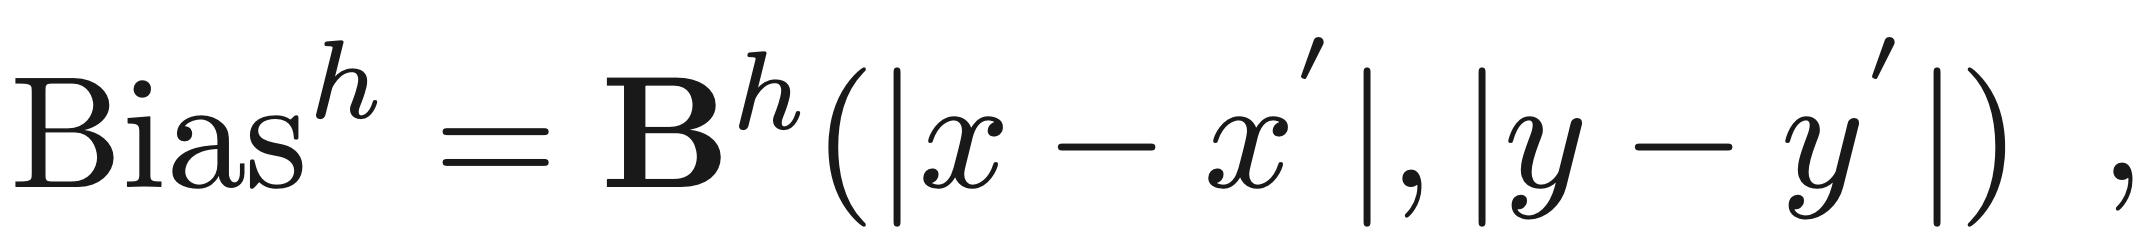 Bias^h = B^h(|x − x′|, |y − y′|) ,